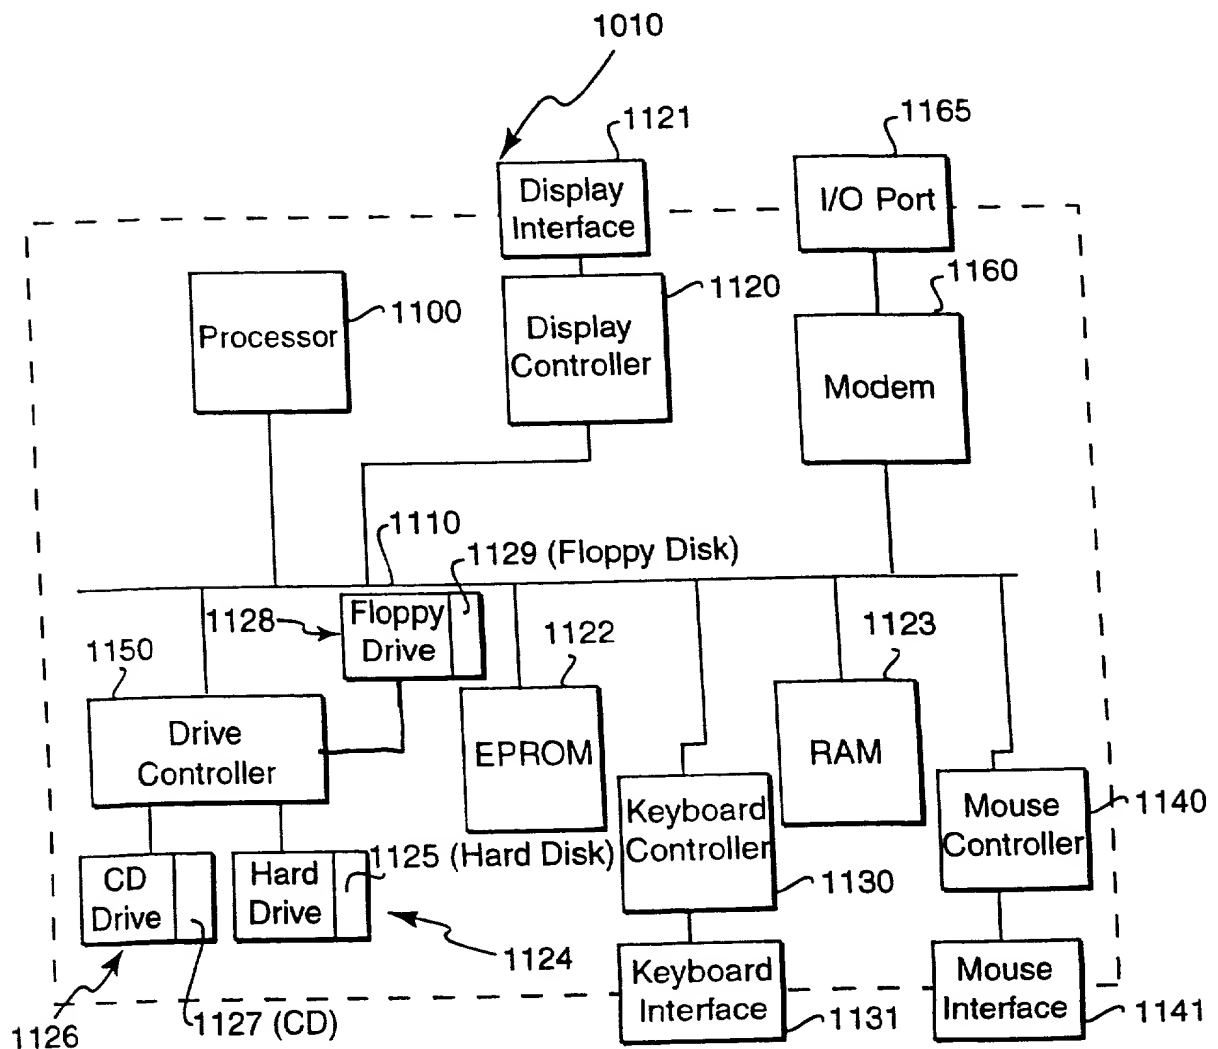 1010
1121
1165
Display
Interface
I/O Port
1120
1160
1100
Processor
Display
Controller
Modem
1110
1129 (Floppy Disk)
1128
Floppy
Drive
1122
1123
1150
Drive
Controller
EPROM
RAM
Keyboard
Controller
Mouse
Controller
1140
1125 (Hard Disk)
CD
Drive
Hard
Drive
1130
1124
Keyboard
Interface
Mouse
Interface
1126
1127 (CD)
1131
1141